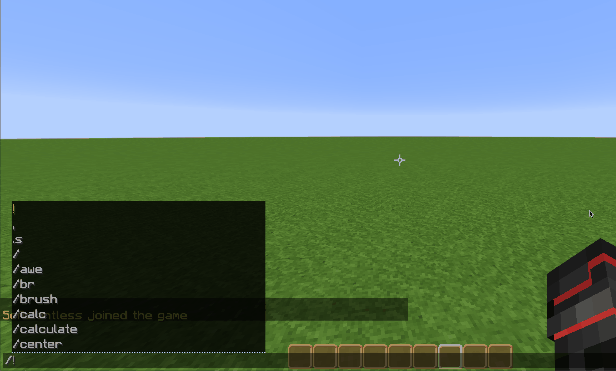 .s
/
/awe
/br
/brush
/calc
joined the game
/calculate
/center
/